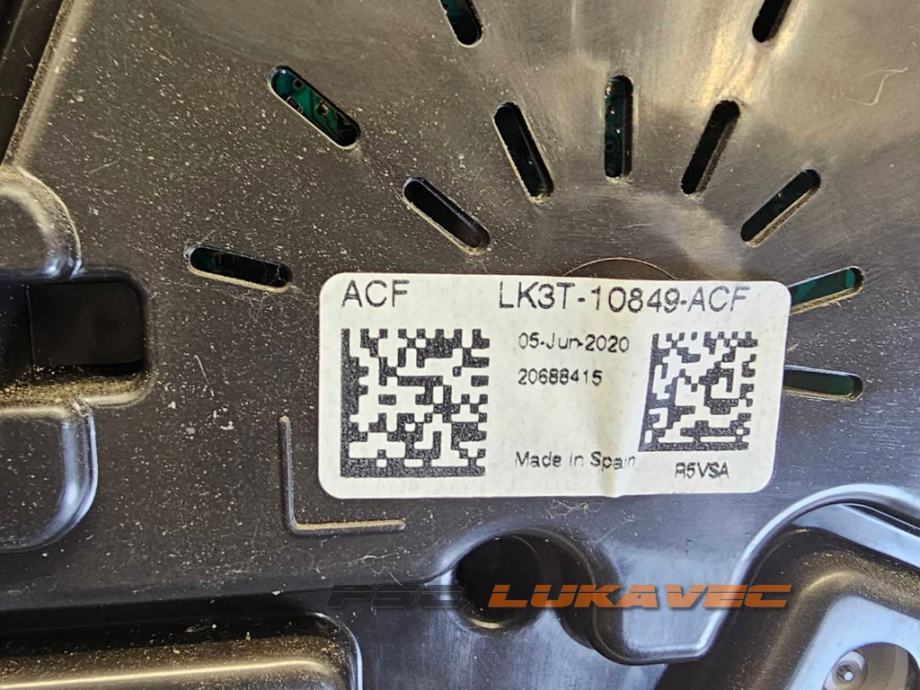 ACF LK3T-10849-ACF
05-Jun-2020
20688415
Made in Spain
R5VSA
LUKAVEC